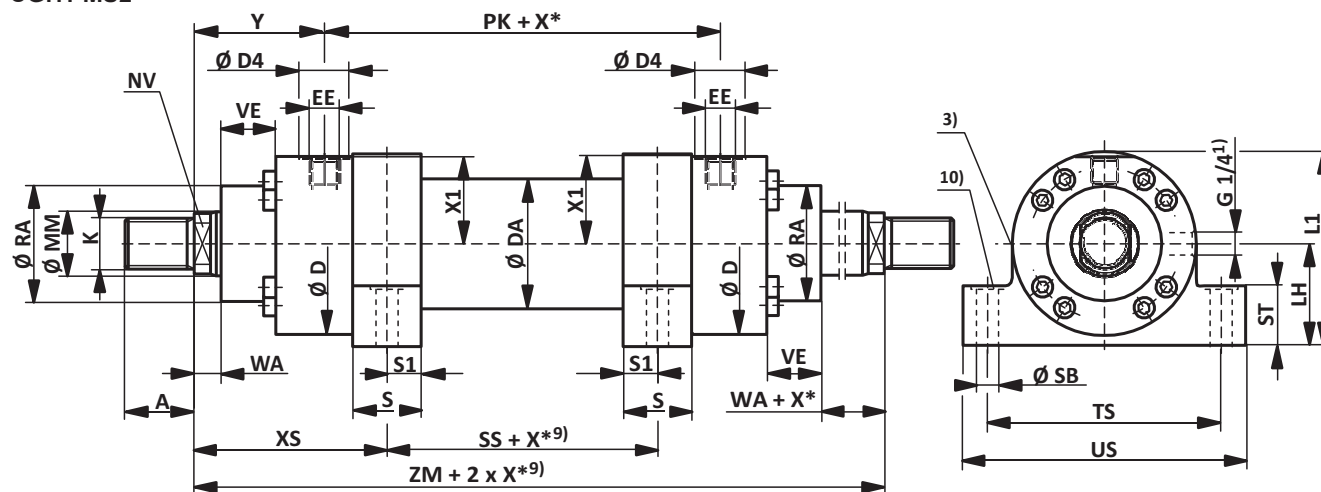 Y
PK + X*
Ø D4
Ø D4
NV
VE
EE
EE
3)
10)
G 1/4¹⁾
Ø RA
Ø MM
K
X1
Ø DA
X1
Ø RA
L1
Ø D
Ø D
LH
ST
WA
S1
S1
VE
Ø SB
A
S
S
WA + X*
TS
XS
SS + X*⁹⁾
US
ZM + 2 x X*⁹⁾